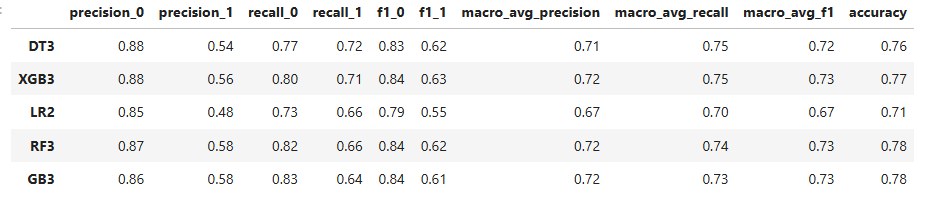 precision_0 precision_1 recall_0 recall_1 f1_0 f1_1 macro_avg_precision macro_avg_recall macro_avg_f1 accuracy
DT3 0.88 0.54 0.77 0.72 0.83 0.62 0.71 0.75 0.72 0.76
XGB3 0.88 0.56 0.80 0.71 0.84 0.63 0.72 0.75 0.73 0.77
LR2 0.85 0.48 0.73 0.66 0.79 0.55 0.67 0.70 0.67 0.71
RF3 0.87 0.58 0.82 0.66 0.84 0.62 0.72 0.74 0.73 0.78
GB3 0.86 0.58 0.83 0.64 0.84 0.61 0.72 0.73 0.73 0.78